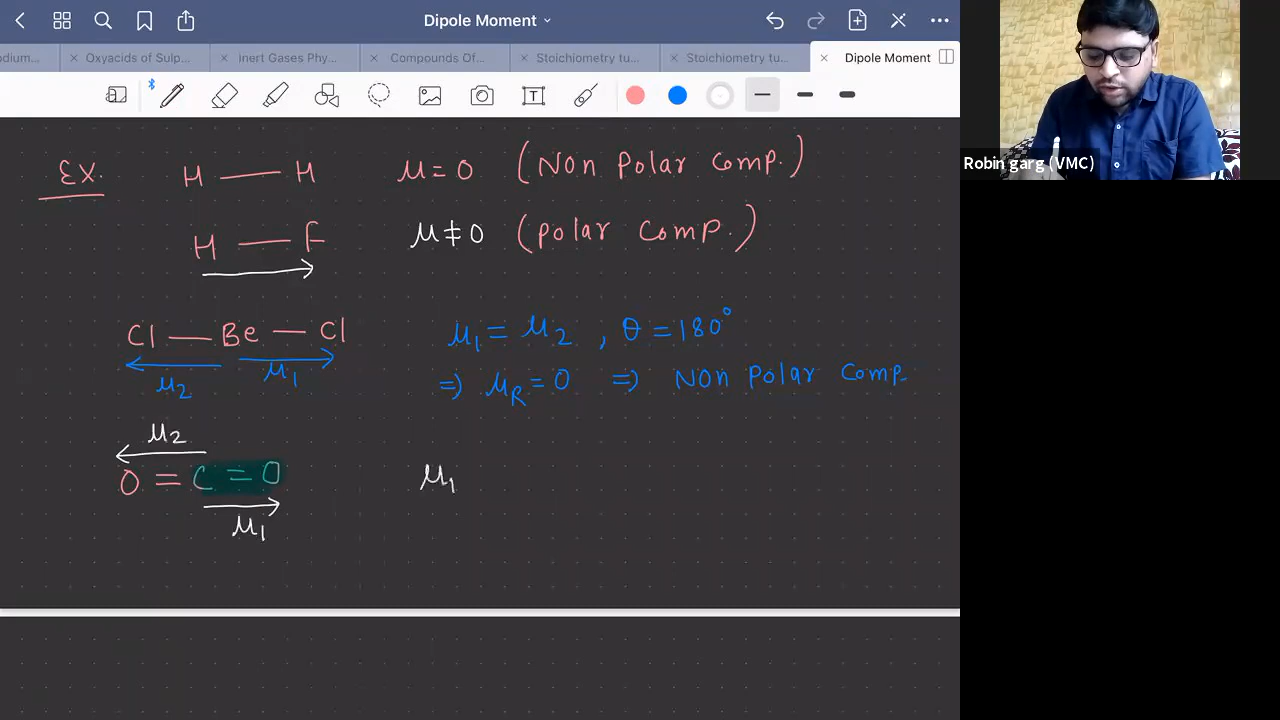 Dipole Moment
odium...
Oxyacids of Sulp...
Inert Gases Phy...
Compounds Of...
Stoichiometry tu...
Stoichiometry tu...
Dipole Moment
T
Robin garg (VMC)
EX. H — H μ = 0 (Non Polar Comp.)
H — F μ ≠ 0 (Polar Comp.)
Cl — Be — Cl μ1 = μ2 , θ = 180°
μ2 μ1 ⇒ μR = 0 ⇒ Non Polar Comp.
μ2
O = C = O μ1
μ1